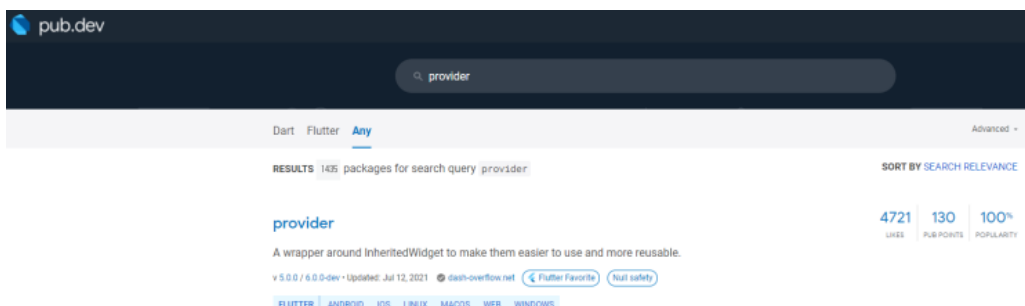 pub.dev
provider
Dart Flutter Any Advanced
RESULTS 1435 packages for search query provider SORT BY SEARCH RELEVANCE
provider 4721 130 100%
LIKES PUB POINTS POPULARITY
A wrapper around InheritedWidget to make them easier to use and more reusable.
v 5.0.0 / 6.0.0-dev • Updated: Jul 12, 2021 dash-overflow.net Flutter Favorite Null safety
FLUTTER ANDROID IOS LINUX MACOS WEB WINDOWS